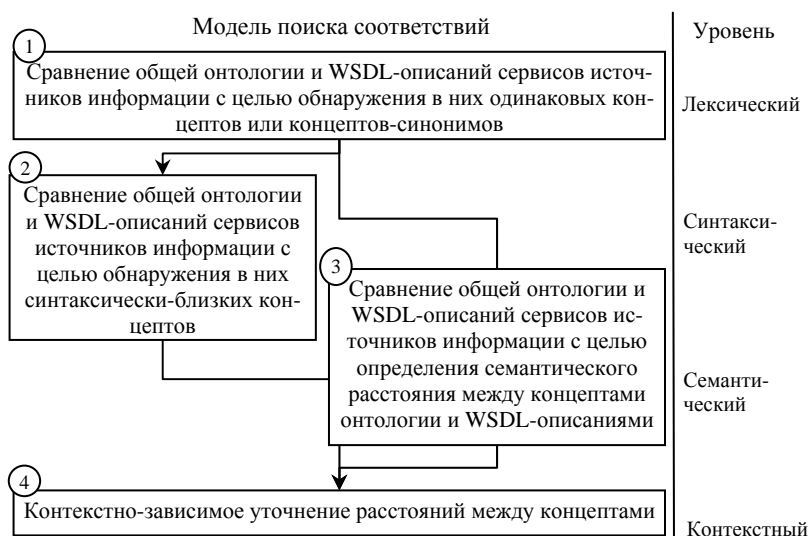 Модель поиска соответствий
Уровень
1
Сравнение общей онтологии и WSDL-описаний сервисов источ-
ников информации с целью обнаружения в них одинаковых кон-
цептов или концептов-синонимов
Лексический
2
Сравнение общей онтологии
и WSDL-описаний сервисов
источников информации с
целью обнаружения в них
синтаксически-близких кон-
цептов
Синтакси-
ческий
3
Сравнение общей онтологии и
WSDL-описаний сервисов ис-
точников информации с целью
определения семантического
расстояния между концептами
онтологии и WSDL-описаниями
Семанти-
ческий
4
Контекстно-зависимое уточнение расстояний между концептами
Контекстный